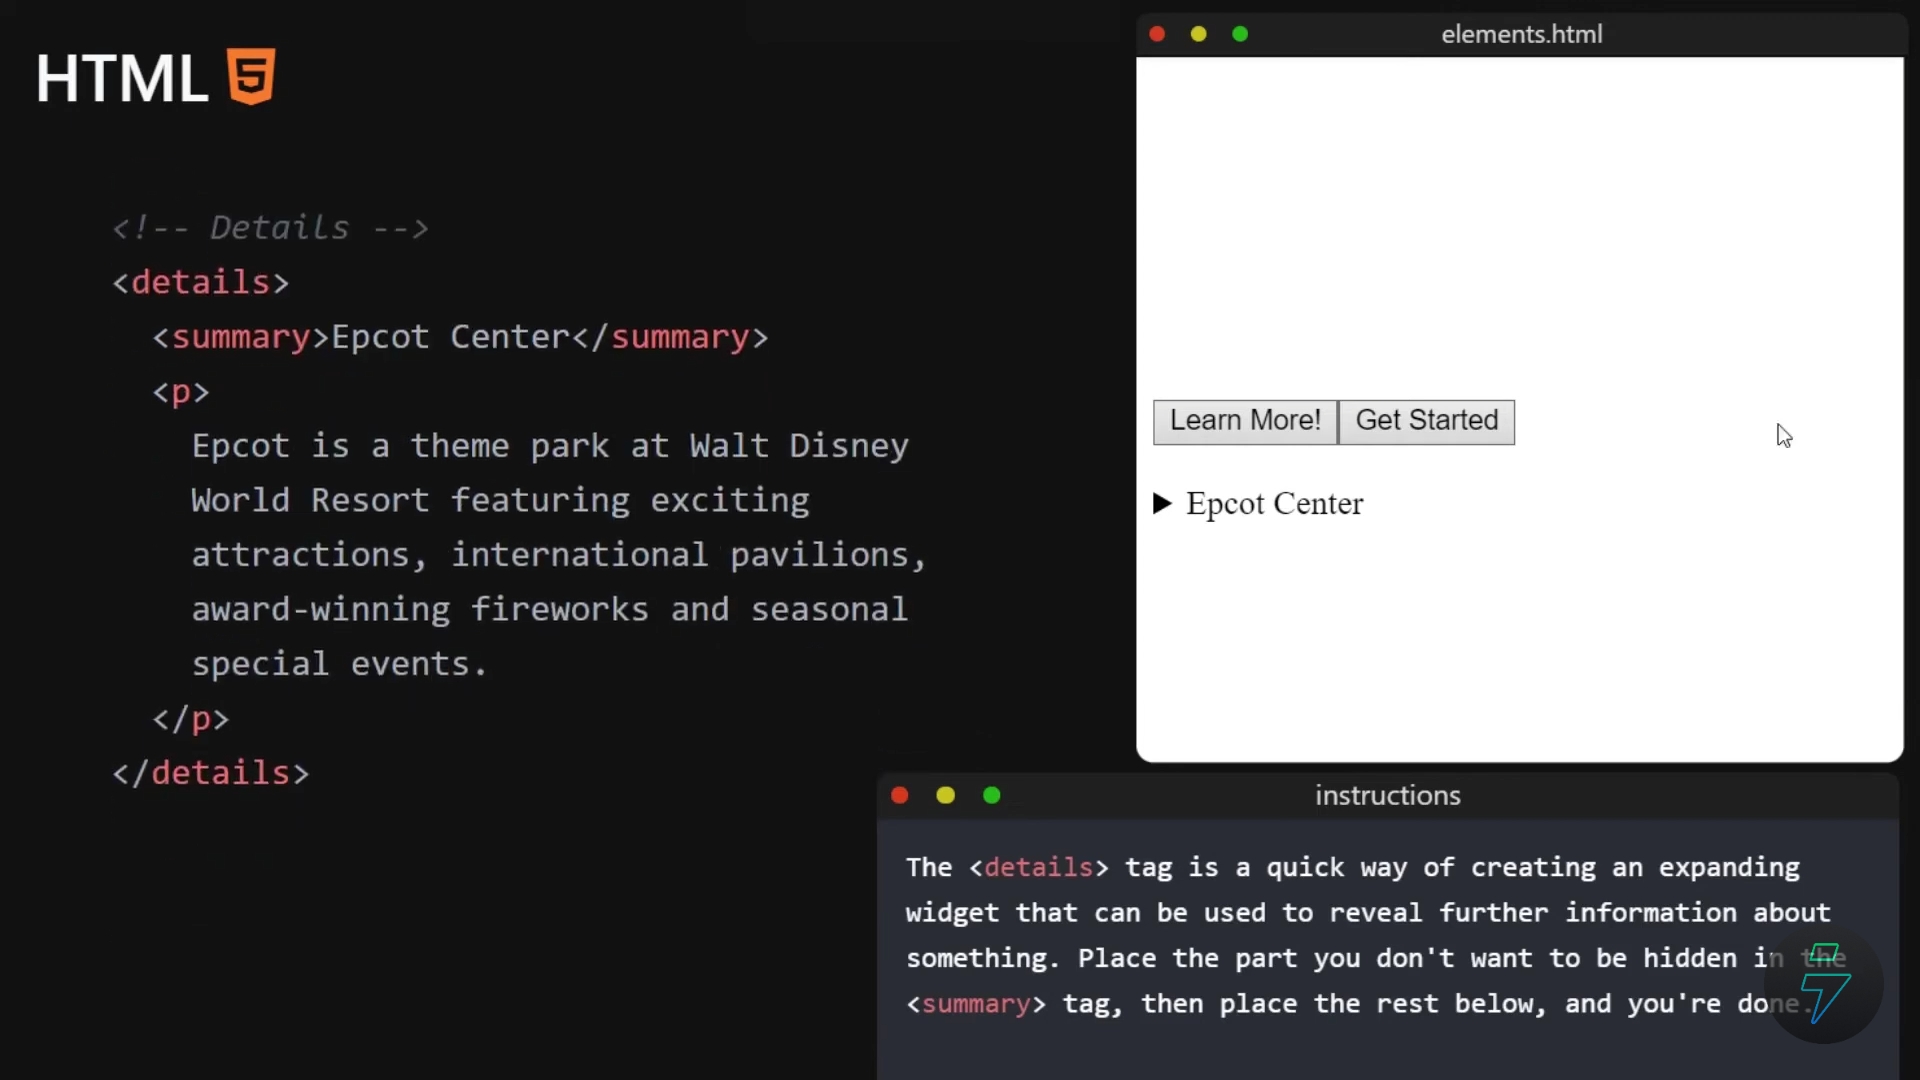 HTML 5
<!-- Details -->
<details>
<summary>Epcot Center</summary>
<p>
Epcot is a theme park at Walt Disney
World Resort featuring exciting
attractions, international pavilions,
award-winning fireworks and seasonal
special events.
</p>
</details>
elements.html
Learn More! Get Started
▶ Epcot Center
instructions
The <details> tag is a quick way of creating an expanding
widget that can be used to reveal further information about
something. Place the part you don't want to be hidden in the
<summary> tag, then place the rest below, and you're done.